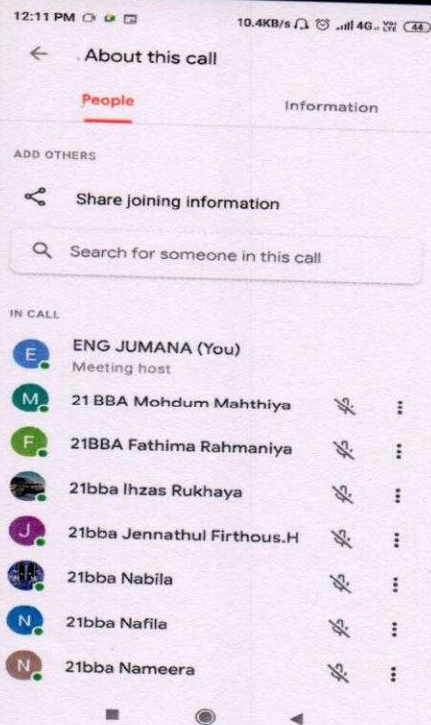 12:11 PM 10.4KB/s 4G.. Vo) LTE 44
About this call
People Information
ADD OTHERS
Share joining information
Search for someone in this call
IN CALL
E ENG JUMANA (You)
Meeting host
M 21 BBA Mohdum Mahthiya
F 21BBA Fathima Rahmaniya
21bba Ihzas Rukhaya
J 21bba Jennathul Firthous.H
21bba Nabila
N 21bba Nafila
N 21bba Nameera